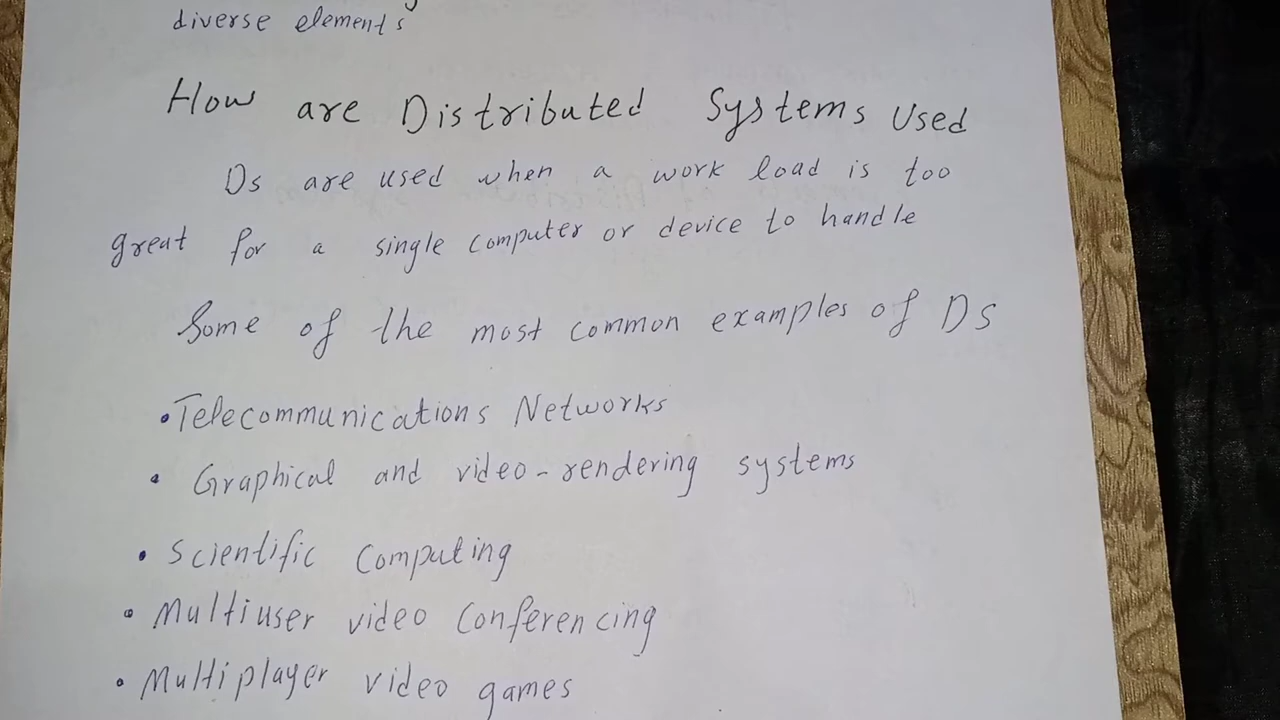 diverse elements
How are Distributed Systems Used
Ds are used when a work load is too
great for a single computer or device to handle
Some of the most common examples of DS
• Telecommunications Networks
• Graphical and video-rendering systems
• Scientific Computing
• Multiuser video Conferencing
• Multiplayer video games